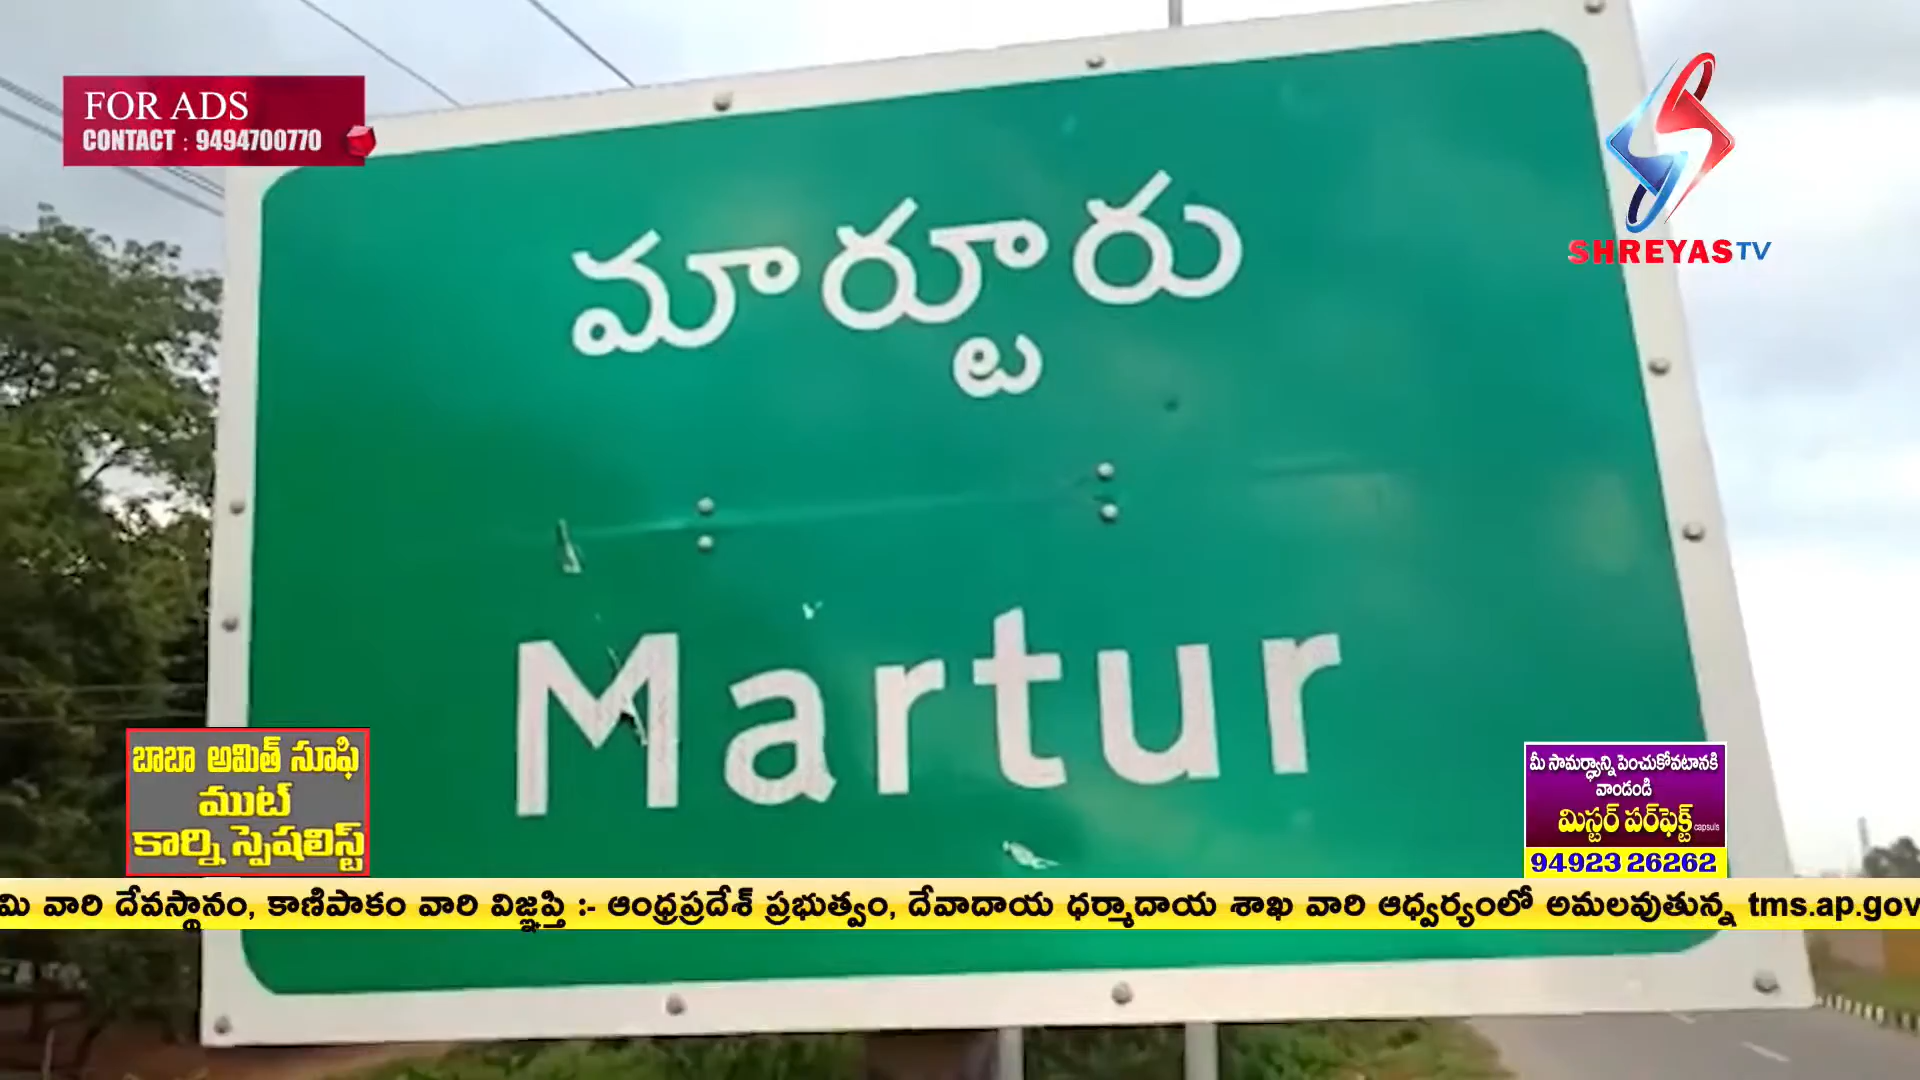 FOR ADS
CONTACT : 9494700770
SHREYAS TV
మార్టూరు
Martur
బాబా అమిత్ సూఫి
ముట్
కార్ని స్పెషలిస్ట్
మీ సామర్థ్యాన్ని పెంచుకోవటానకి
వాండండి
మిస్టర్ పర్‌ఫెక్ట్ capsuls
94923 26262
మి వారి దేవస్థానం, కాణిపాకం వారి విజ్ఞప్తి :- ఆంధ్రప్రదేశ్ ప్రభుత్వం, దేవాదాయ ధర్మాదాయ శాఖ వారి ఆధ్వర్యంలో అమలవుతున్న tms.ap.gov